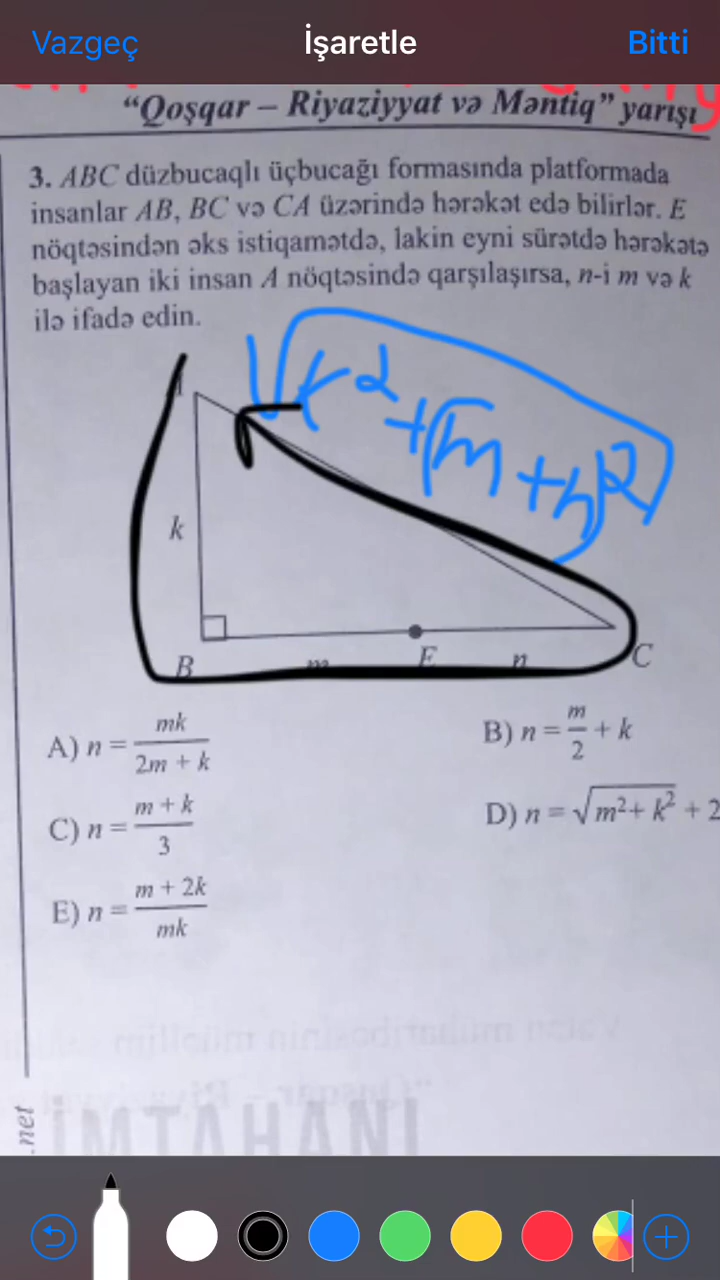 Vazgeç İşaretle Bitti
“Qoşqar – Riyaziyyat və Məntiq” yarışı
3. ABC düzbucaqlı üçbucağı formasında platformada
insanlar AB, BC və CA üzərində hərəkət edə bilirlər. E
nöqtəsindən əks istiqamətdə, lakin eyni sürətdə hərəkətə
başlayan iki insan A nöqtəsində qarşılaşırsa, n-i m və k
ilə ifadə edin.
√k²+(m+n)²
k
B m E n C
A) n = mk / 2m + k
B) n = m/2 + k
C) n = m + k / 3
D) n = √m²+ k² + 2
E) n = m + 2k / mk
.net
İMTAHANI